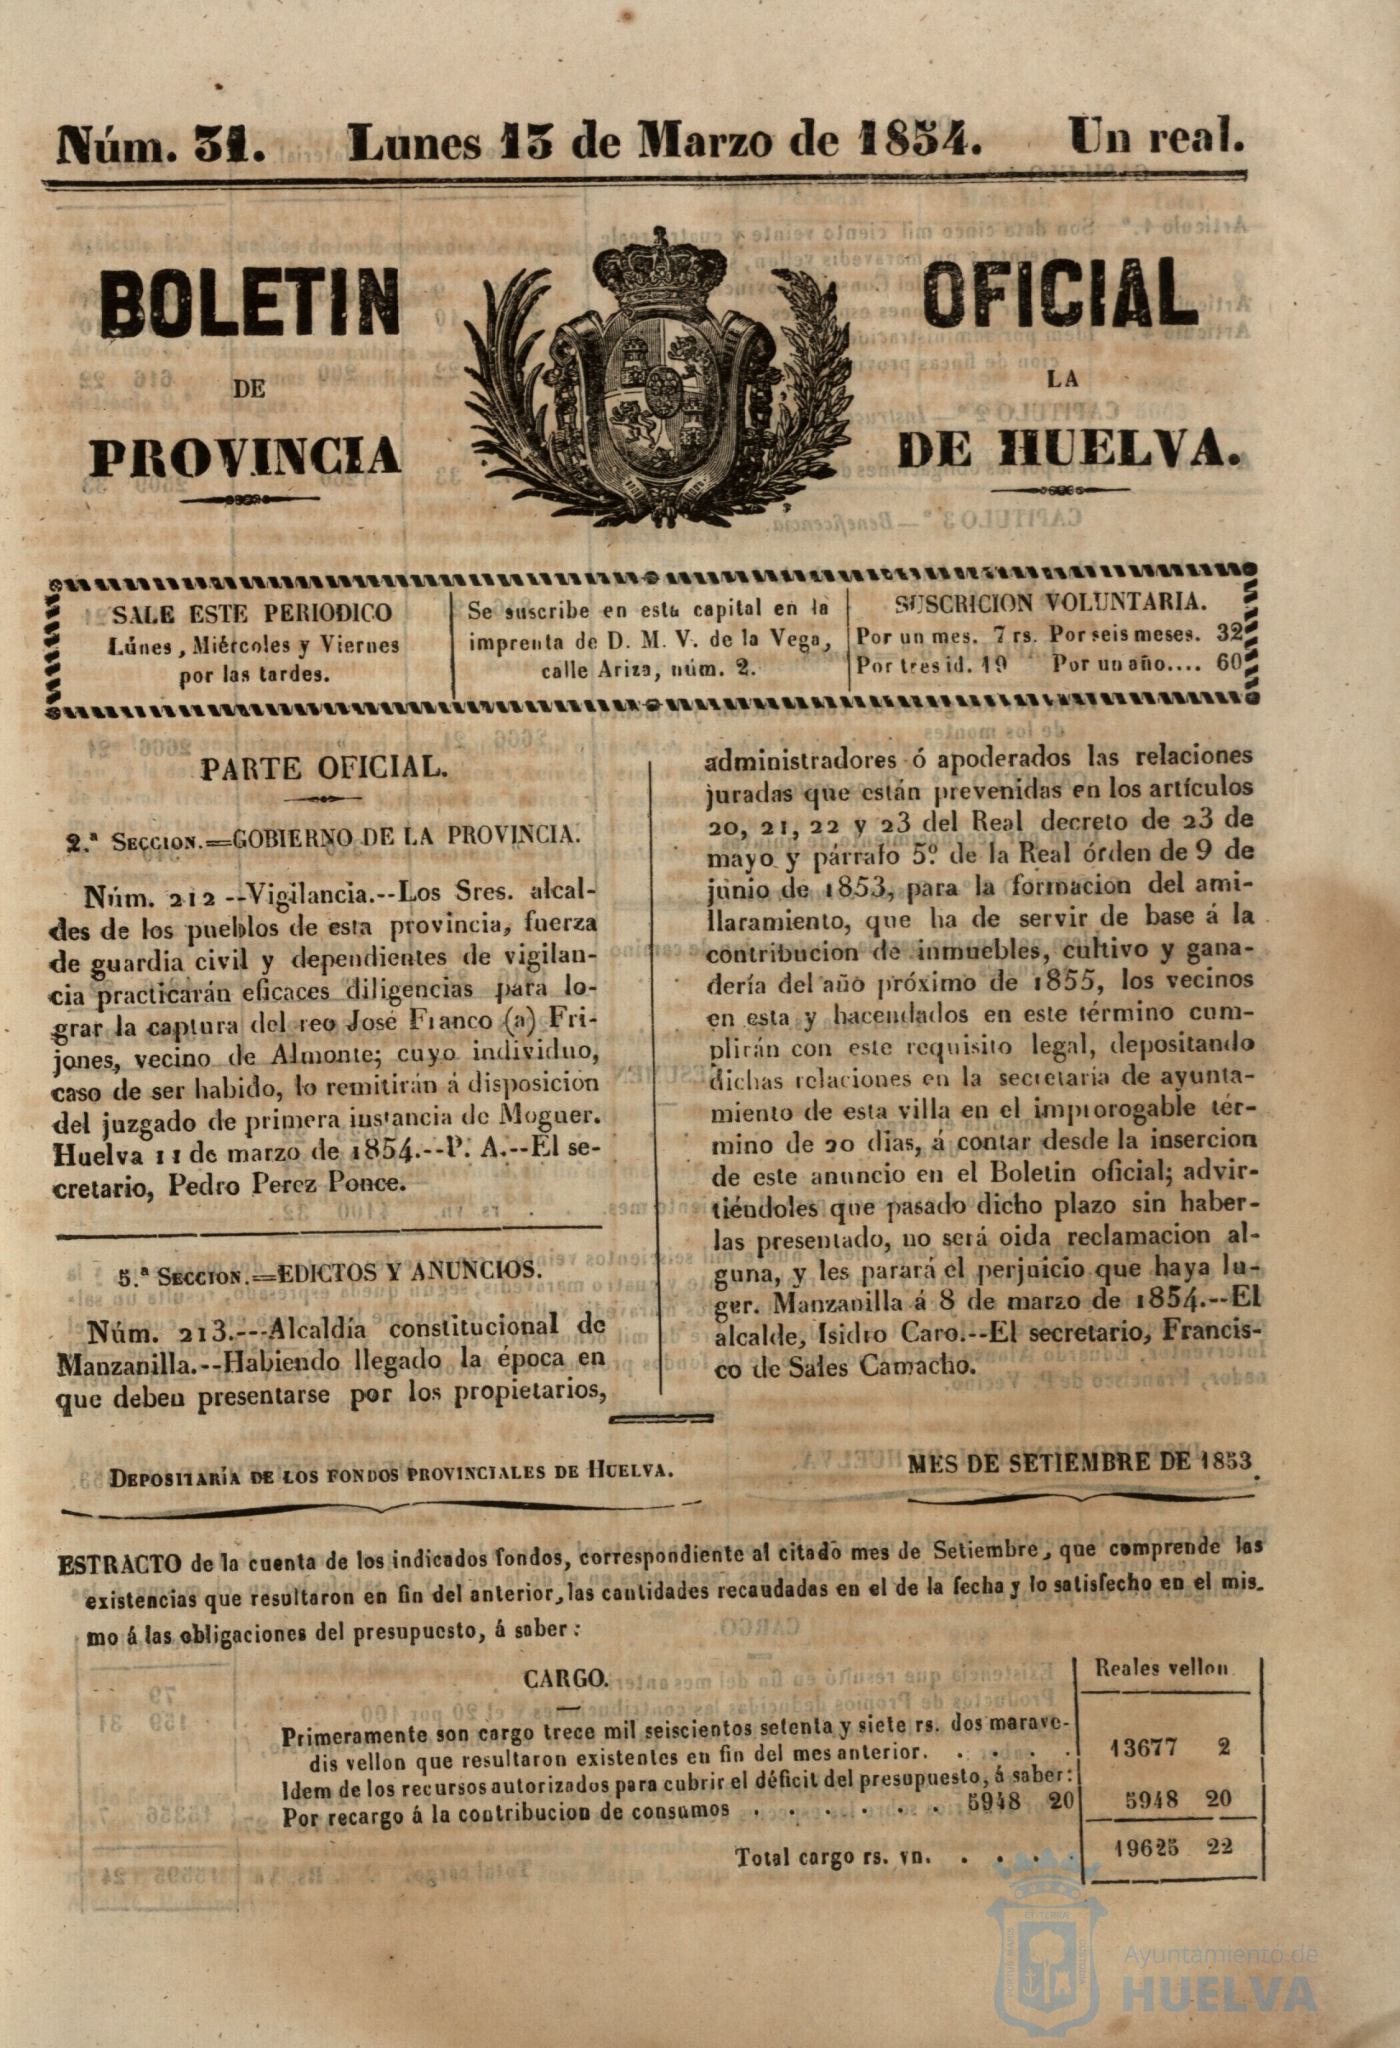 Núm. 31. Lunes 13 de Marzo de 1854. Un real.
BOLETIN OFICIAL
DE LA
PROVINCIA DE HUELVA.
SALE ESTE PERIODICO
Lúnes, Miércoles y Viernes
por las tardes.
Se suscribe en esta capital en la
imprenta de D. M. V. de la Vega,
calle Ariza, núm. 2.
SUSCRICION VOLUNTARIA.
Por un mes. 7 rs. Por seis meses. 32
Por tres id. 19 Por un año.... 60
PARTE OFICIAL.
2.ª SECCION.=GOBIERNO DE LA PROVINCIA.
Núm. 212--Vigilancia.--Los Sres. alcal-
des de los pueblos de esta provincia, fuerza
de guardia civil y dependientes de vigilan-
cia practicarán eficaces diligencias para lo-
grar la captura del reo José Franco (a) Fri-
jones, vecino de Almonte; cuyo individuo,
caso de ser habido, lo remitirán á disposicion
del juzgado de primera instancia de Moguer.
Huelva 11 de marzo de 1854.--P. A.--El se-
cretario, Pedro Perez Ponce.
5.ª SECCION.=EDICTOS Y ANUNCIOS.
Núm. 213.---Alcaldía constitucional de
Manzanilla.--Habiendo llegado la época en
que deben presentarse por los propietarios,
administradores ó apoderados las relaciones
juradas que están prevenidas en los artículos
20, 21, 22 y 23 del Real decreto de 23 de
mayo y párrafo 5º de la Real órden de 9 de
junio de 1853, para la formacion del ami-
llaramiento, que ha de servir de base á la
contribucion de inmuebles, cultivo y gana-
dería del año próximo de 1855, los vecinos
en esta y hacendados en este término cum-
plirán con este requisito legal, depositando
dichas relaciones en la secretaría de ayunta-
miento de esta villa en el improrogable tér-
mino de 20 dias, á contar desde la insercion
de este anuncio en el Boletin oficial; advir-
tiéndoles que pasado dicho plazo sin haber-
las presentado, no será oida reclamacion al-
guna, y les parará el perjuicio que haya lu-
ger. Manzanilla á 8 de marzo de 1854.--El
alcalde, Isidro Caro.--El secretario, Francis-
co de Sales Camacho.
DEPOSITARÍA DE LOS FONDOS PROVINCIALES DE HUELVA. MES DE SETIEMBRE DE 1853.
ESTRACTO de la cuenta de los indicados fondos, correspondiente al citado mes de Setiembre, que comprende las
existencias que resultaron en fin del anterior, las cantidades recaudadas en el de la fecha y lo satisfecho en el mis-
mo á las obligaciones del presupuesto, á saber:
CARGO. Reales vellon
Primeramente son cargo trece mil seiscientos setenta y siete rs. dos marave-
dis vellon que resultaron existentes en fin del mes anterior. . . . . 13677 2
Idem de los recursos autorizados para cubrir el déficit del presupuesto, á saber:
Por recargo á la contribucion de consumos . . . . . . . 5948 20 5948 20
Total cargo rs. vn. . . . . 19625 22
Ayuntamiento de
HUELVA